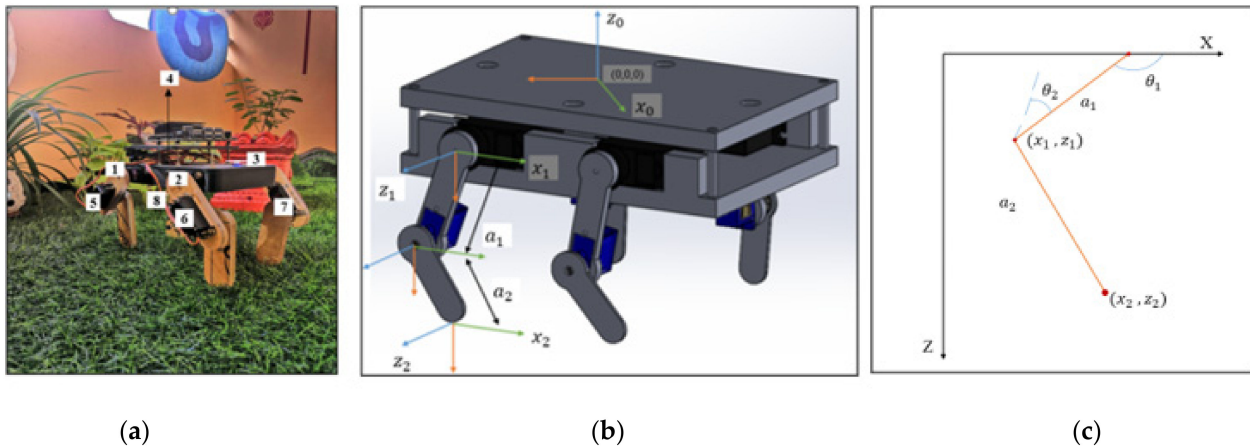 4
3
1
2
5
8
6
7
z₀
(0,0,0)
x₀
x₁
z₁
a₁
a₂
x₂
z₂
X
θ₂
a₁
θ₁
(x₁, z₁)
a₂
(x₂, z₂)
Z
(a)
(b)
(c)